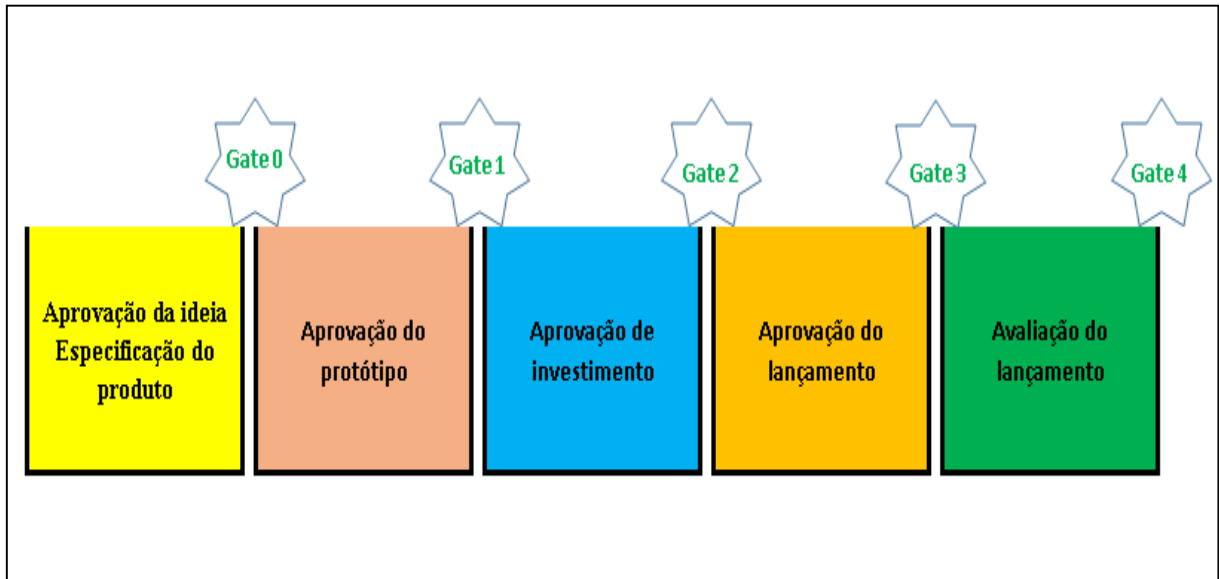 Gate 0
Gate 1
Gate 2
Gate 3
Gate 4
Aprovação da ideia
Especificação do
produto
Aprovação do
protótipo
Aprovação de
investimento
Aprovação do
lançamento
Avaliação do
lançamento